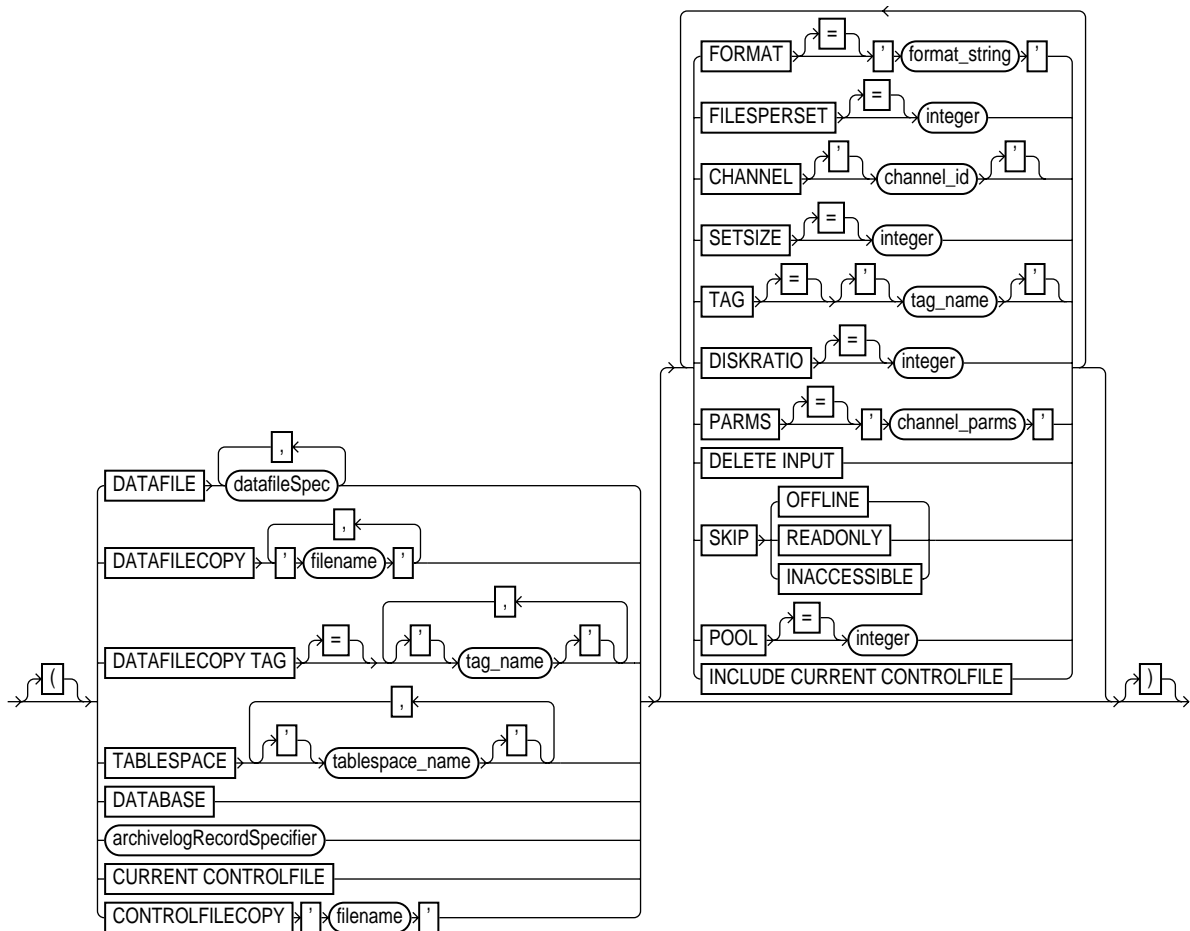 =
FORMAT ' format_string '
=
FILESPERSET integer
' '
CHANNEL channel_id
=
SETSIZE integer
= ' '
TAG tag_name
=
DISKRATIO integer
=
PARMS ' channel_parms '
DELETE INPUT
OFFLINE
SKIP READONLY
INACCESSIBLE
=
POOL integer
INCLUDE CURRENT CONTROLFILE
,
DATAFILE datafileSpec
,
DATAFILECOPY ' filename '
,
= ' '
DATAFILECOPY TAG tag_name
(
,
' '
TABLESPACE tablespace_name
DATABASE
archivelogRecordSpecifier
CURRENT CONTROLFILE
CONTROLFILECOPY ' filename '
)